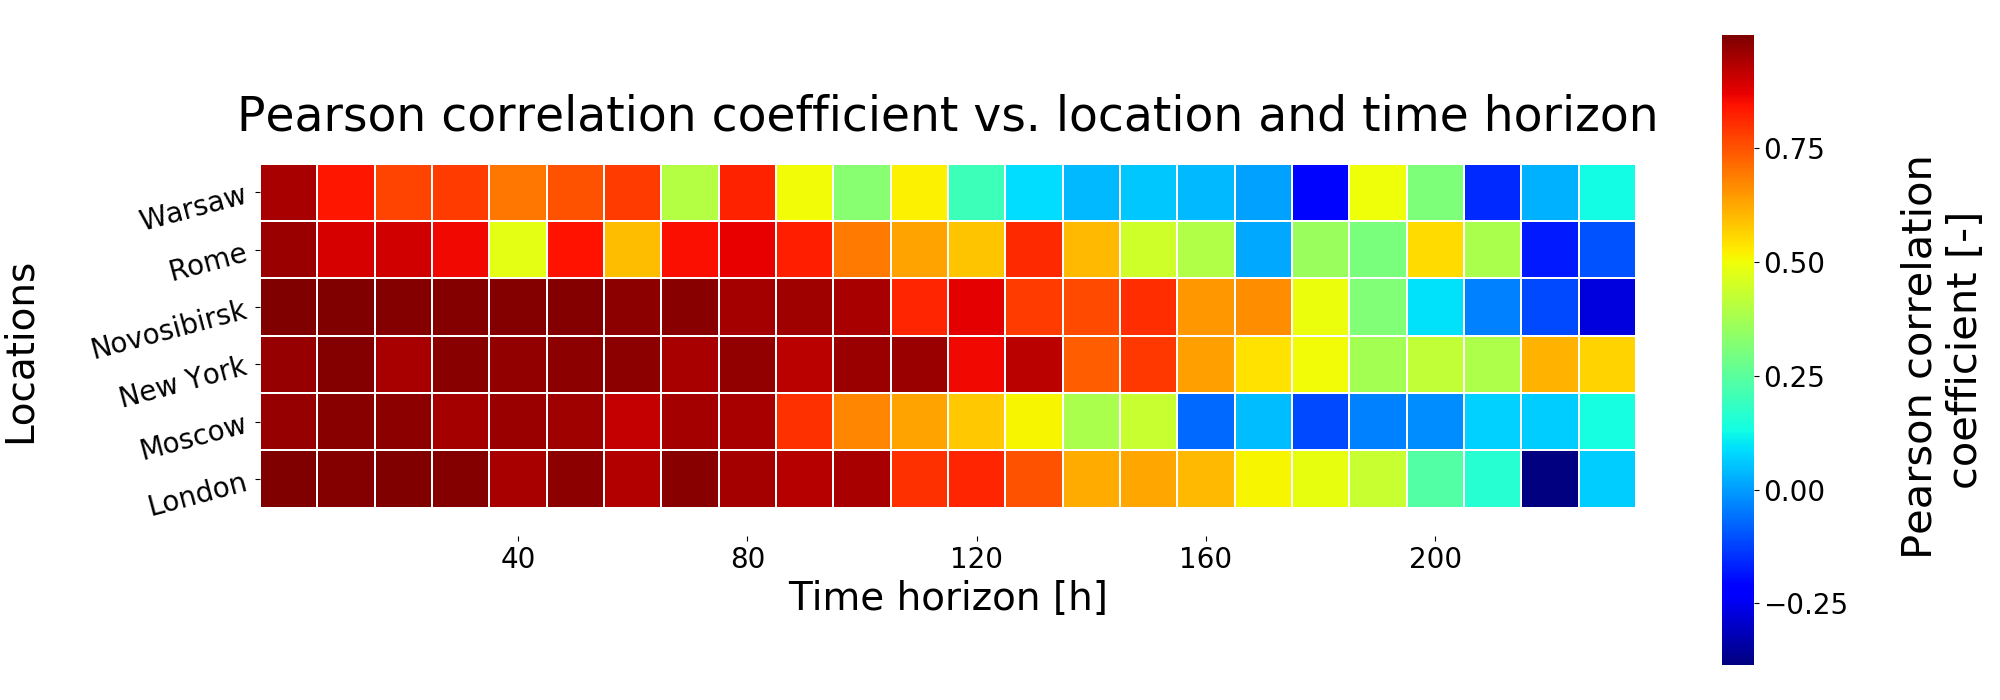 Pearson correlation coefficient vs. location and time horizon
Locations
Warsaw
Rome
Novosibirsk
New York
Moscow
London
40 80 120 160 200
Time horizon [h]
0.75
0.50
0.25
0.00
−0.25
Pearson correlation
coefficient [-]